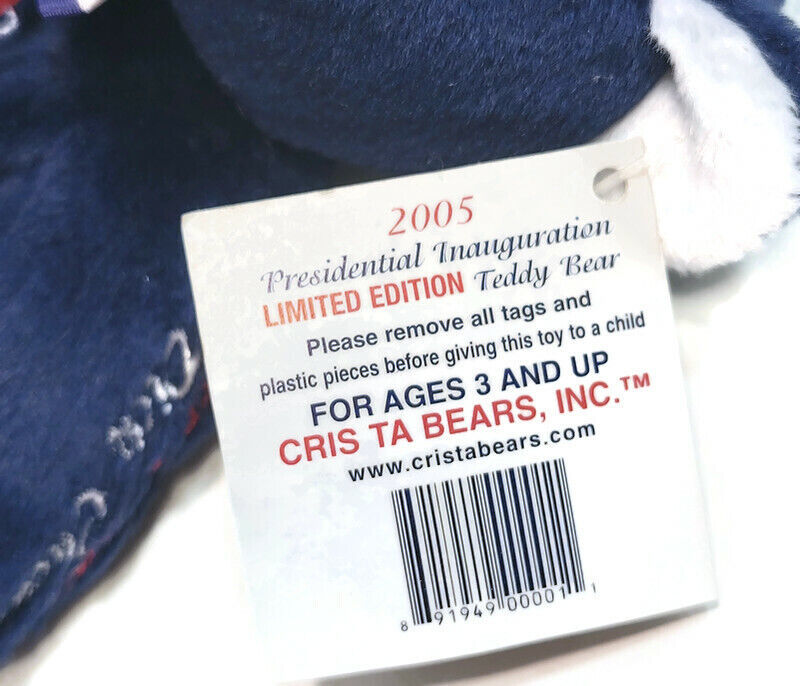 2005
Presidential Inauguration
LIMITED EDITION Teddy Bear
Please remove all tags and
plastic pieces before giving this toy to a child
FOR AGES 3 AND UP
CRIS TA BEARS, INC.™
www.cristabears.com
8 91949 00001 1